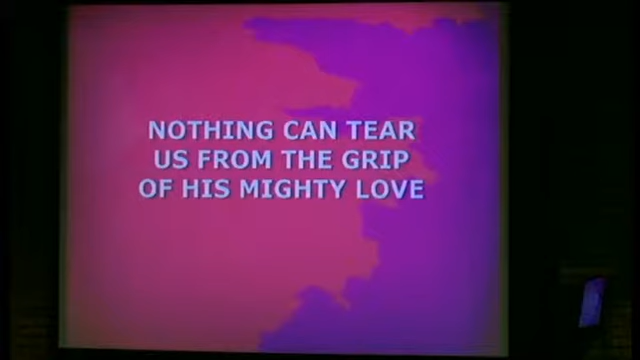 NOTHING CAN TEAR
US FROM THE GRIP
OF HIS MIGHTY LOVE